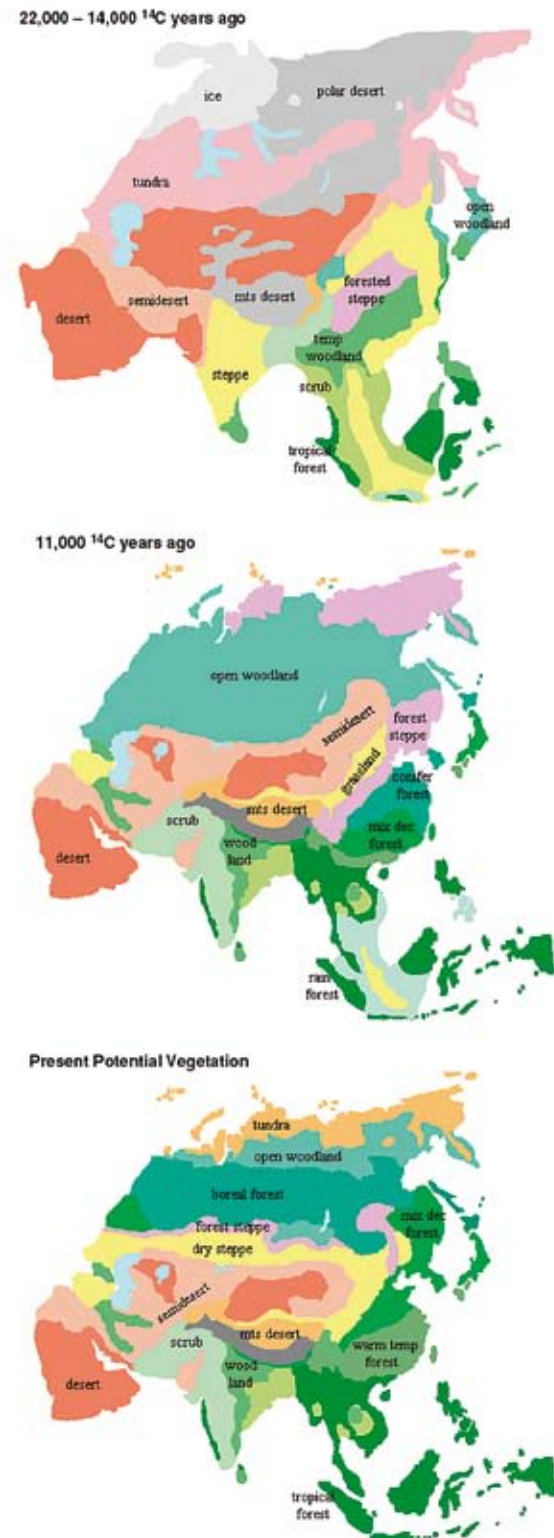 22,000 – 14,000 ¹⁴C years ago
ice
polar desert
tundra
open
woodland
forested
steppe
semidesert
mts desert
desert
temp
woodland
steppe
scrub
tropical
forest
11,000 ¹⁴C years ago
open woodland
semidesert
forest
steppe
grassland
conifer
forest
mts desert
scrub
mix dec
forest
wood
land
desert
rain
forest
Present Potential Vegetation
tundra
open woodland
boreal forest
mix dec
forest
forest steppe
dry steppe
semidesert
mts desert
scrub
warm temp
forest
wood
land
desert
tropical
forest